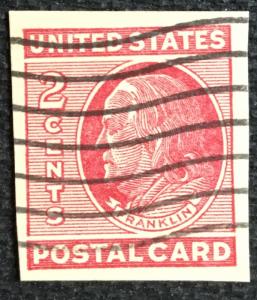 UNITED STATES
2 CENTS
FRANKLIN
POSTAL CARD